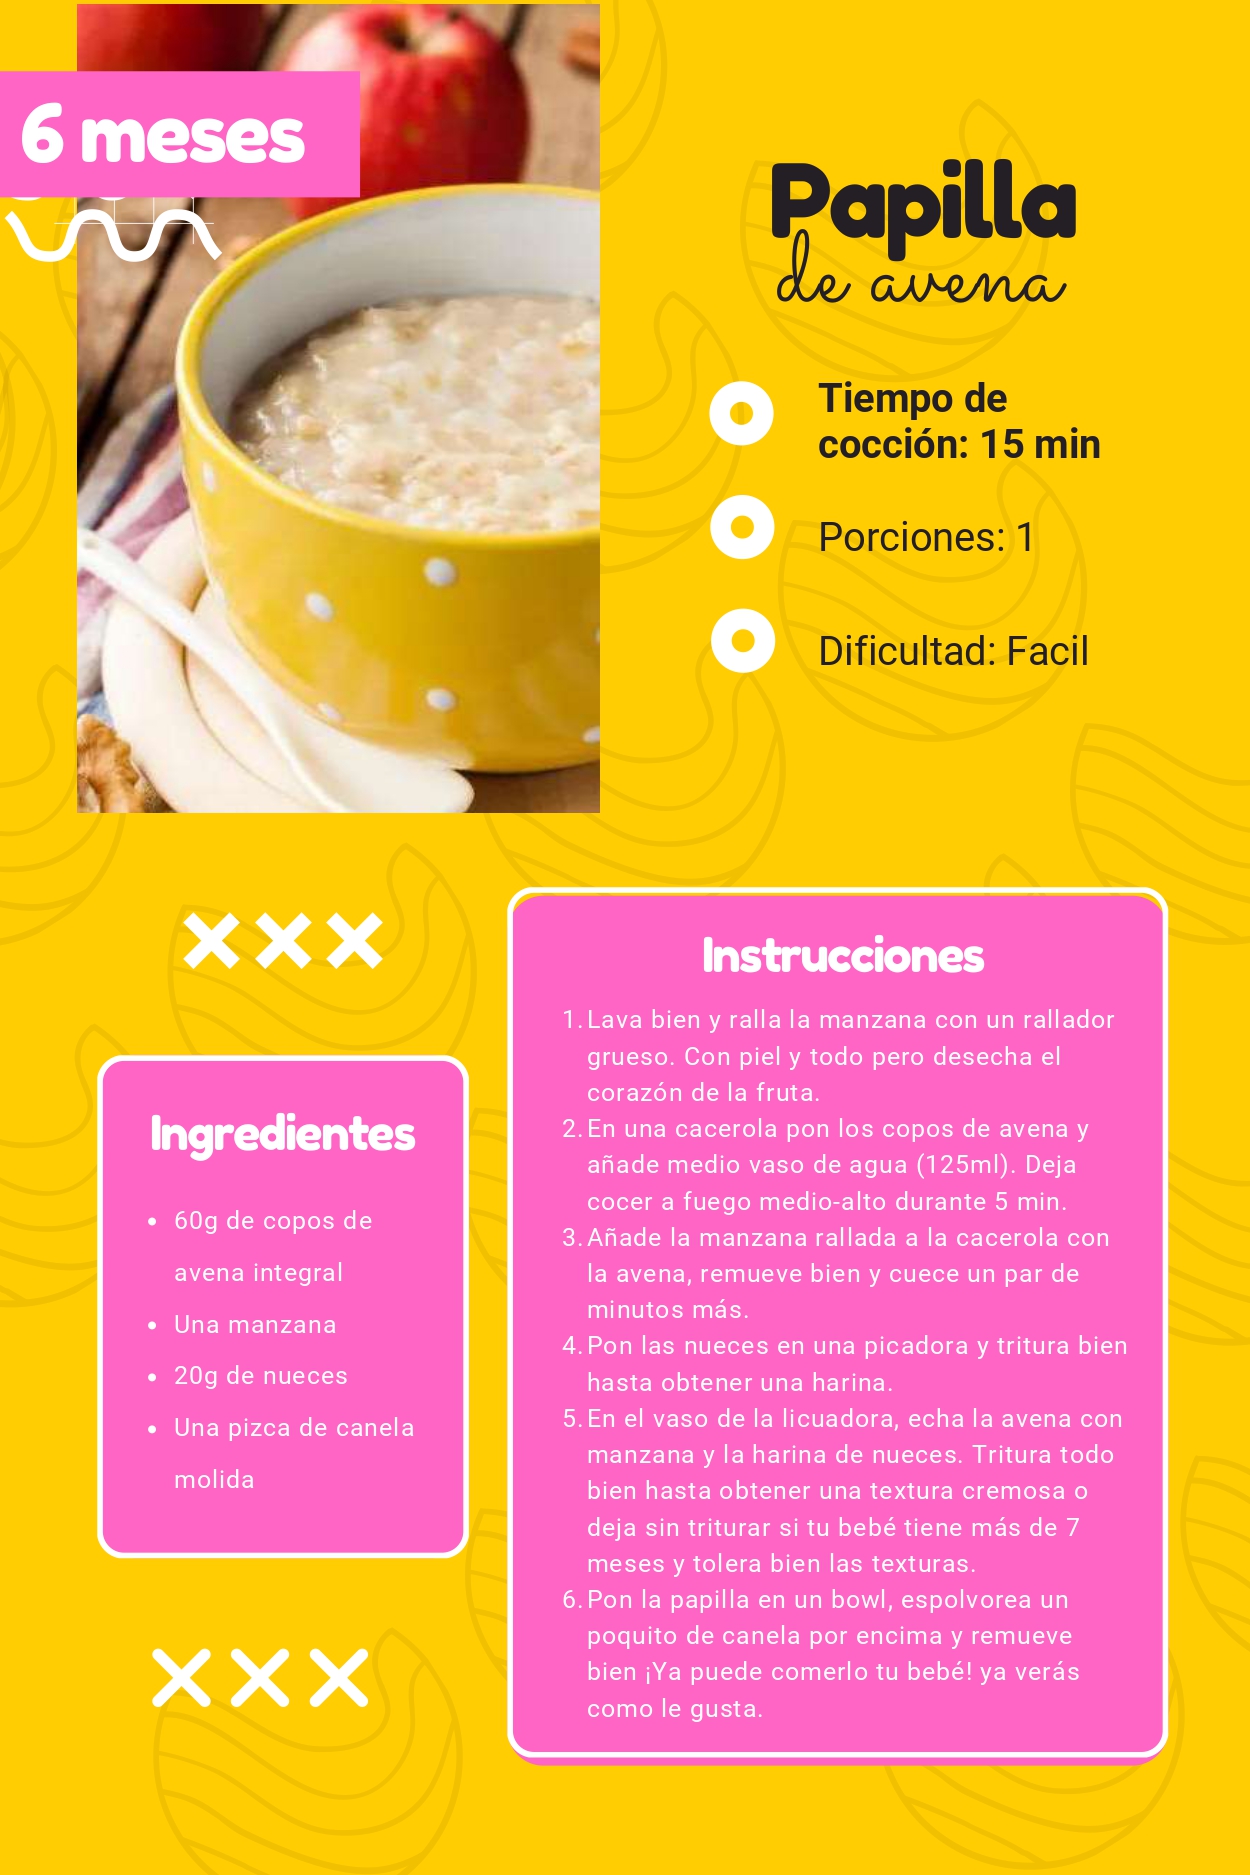 6 meses
Papilla
de avena
Tiempo de
cocción: 15 min
Porciones: 1
Dificultad: Facil
Ingredientes
• 60g de copos de
avena integral
• Una manzana
• 20g de nueces
• Una pizca de canela
molida
Instrucciones
1. Lava bien y ralla la manzana con un rallador
grueso. Con piel y todo pero desecha el
corazón de la fruta.
2. En una cacerola pon los copos de avena y
añade medio vaso de agua (125ml). Deja
cocer a fuego medio-alto durante 5 min.
3. Añade la manzana rallada a la cacerola con
la avena, remueve bien y cuece un par de
minutos más.
4. Pon las nueces en una picadora y tritura bien
hasta obtener una harina.
5. En el vaso de la licuadora, echa la avena con
manzana y la harina de nueces. Tritura todo
bien hasta obtener una textura cremosa o
deja sin triturar si tu bebé tiene más de 7
meses y tolera bien las texturas.
6. Pon la papilla en un bowl, espolvorea un
poquito de canela por encima y remueve
bien ¡Ya puede comerlo tu bebé! ya verás
como le gusta.